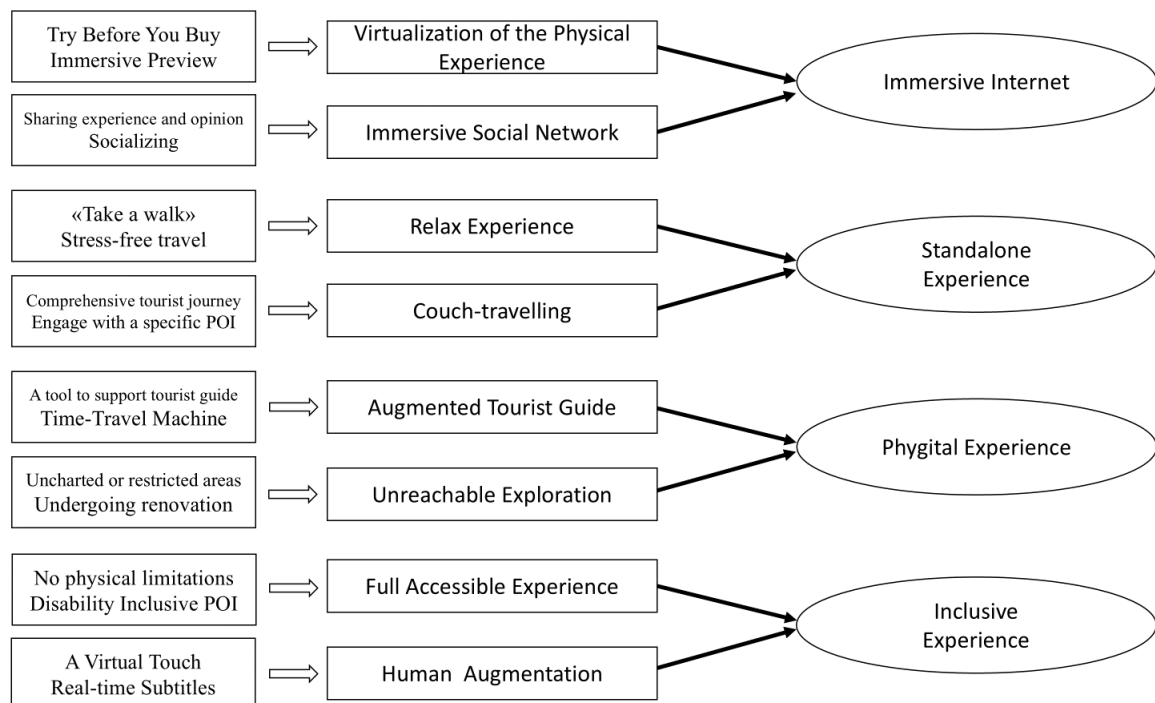 Try Before You Buy
Immersive Preview
Virtualization of the Physical
Experience
Immersive Internet
Sharing experience and opinion
Socializing
Immersive Social Network
«Take a walk»
Stress-free travel
Relax Experience
Standalone
Experience
Comprehensive tourist journey
Engage with a specific POI
Couch-travelling
A tool to support tourist guide
Time-Travel Machine
Augmented Tourist Guide
Phygital Experience
Uncharted or restricted areas
Undergoing renovation
Unreachable Exploration
No physical limitations
Disability Inclusive POI
Full Accessible Experience
Inclusive
Experience
A Virtual Touch
Real-time Subtitles
Human Augmentation